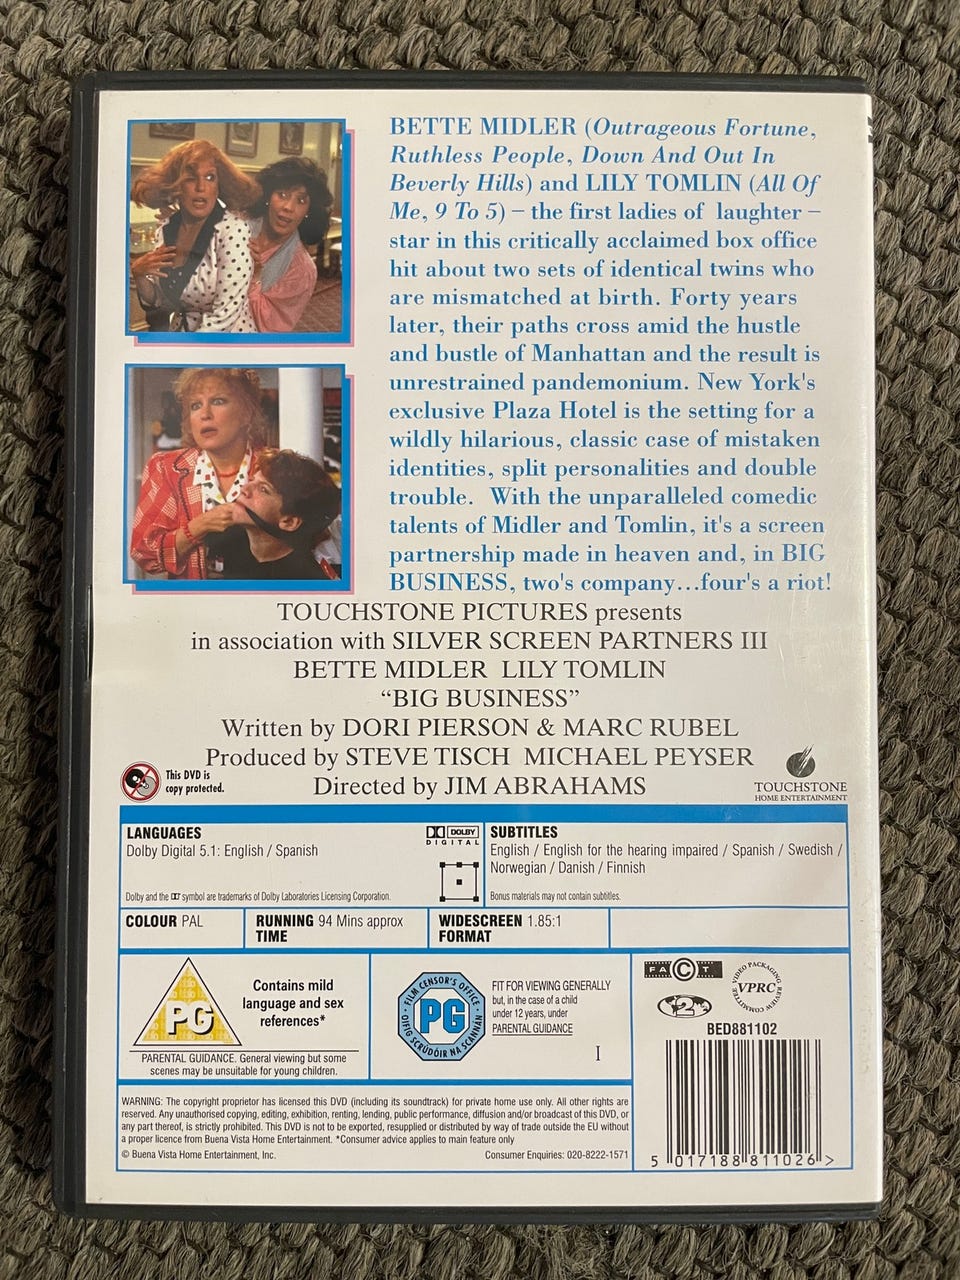 BETTE MIDLER (Outrageous Fortune,
Ruthless People, Down And Out In
Beverly Hills) and LILY TOMLIN (All Of
Me, 9 To 5) – the first ladies of laughter –
star in this critically acclaimed box office
hit about two sets of identical twins who
are mismatched at birth. Forty years
later, their paths cross amid the hustle
and bustle of Manhattan and the result is
unrestrained pandemonium. New York's
exclusive Plaza Hotel is the setting for a
wildly hilarious, classic case of mistaken
identities, split personalities and double
trouble. With the unparalleled comedic
talents of Midler and Tomlin, it's a screen
partnership made in heaven and, in BIG
BUSINESS, two's company...four's a riot!
TOUCHSTONE PICTURES presents
in association with SILVER SCREEN PARTNERS III
BETTE MIDLER LILY TOMLIN
“BIG BUSINESS”
Written by DORI PIERSON & MARC RUBEL
Produced by STEVE TISCH MICHAEL PEYSER
Directed by JIM ABRAHAMS
This DVD is
copy protected.
TOUCHSTONE
HOME ENTERTAINMENT
LANGUAGES
Dolby Digital 5.1: English / Spanish
DOLBY
DIGITAL
Dolby and the symbol are trademarks of Dolby Laboratories Licensing Corporation.
SUBTITLES
English / English for the hearing impaired / Spanish / Swedish /
Norwegian / Danish / Finnish
Bonus materials may not contain subtitles.
COLOUR PAL
RUNNING 94 Mins approx
TIME
WIDESCREEN 1.85:1
FORMAT
PG
Contains mild
language and sex
references*
PARENTAL GUIDANCE. General viewing but some
scenes may be unsuitable for young children.
FILM CENSOR'S OFFICE
PG
OIFIG SCRÚDÓIR NA SCANNÁN
FIT FOR VIEWING GENERALLY
but, in the case of a child
under 12 years, under
PARENTAL GUIDANCE
I
FACT
VIDEO PACKAGING REVIEW COMMITTEE
VPRC
2
BED881102
5 017188 811026 >
WARNING: The copyright proprietor has licensed this DVD (including its soundtrack) for private home use only. All other rights are
reserved. Any unauthorised copying, editing, exhibition, renting, lending, public performance, diffusion and/or broadcast of this DVD, or
any part thereof, is strictly prohibited. This DVD is not to be exported, resupplied or distributed by way of trade outside the EU without
a proper licence from Buena Vista Home Entertainment. *Consumer advice applies to main feature only
© Buena Vista Home Entertainment, Inc.
Consumer Enquiries: 020-8222-1571